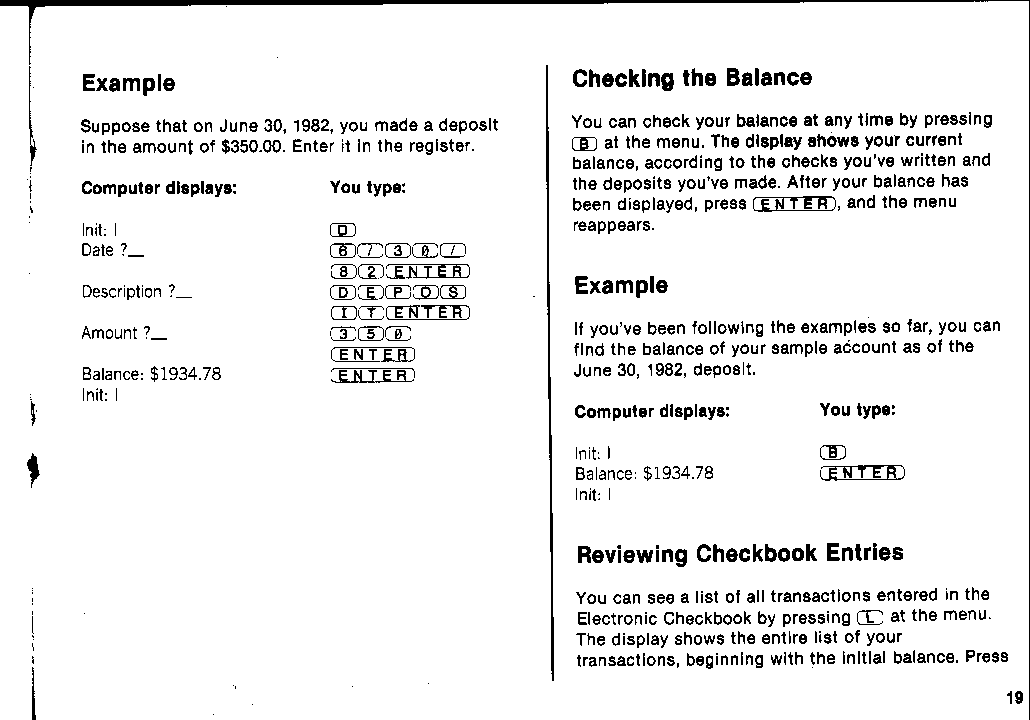 Example
Suppose that on June 30, 1982, you made a deposit
in the amount of $350.00. Enter it in the register.
Computer displays: You type:
Init: I D
Date ?_ 6 / 3 0 /
8 2 ENTER
Description ?_ D E P O S
I T ENTER
Amount ?_ 3 5 0
ENTER
Balance: $1934.78 ENTER
Init: I
Checking the Balance
You can check your balance at any time by pressing
B at the menu. The display shows your current
balance, according to the checks you've written and
the deposits you've made. After your balance has
been displayed, press ENTER, and the menu
reappears.
Example
If you've been following the examples so far, you can
find the balance of your sample account as of the
June 30, 1982, deposit.
Computer displays: You type:
Init: I B
Balance: $1934.78 ENTER
Init: I
Reviewing Checkbook Entries
You can see a list of all transactions entered in the
Electronic Checkbook by pressing L at the menu.
The display shows the entire list of your
transactions, beginning with the initial balance. Press
19